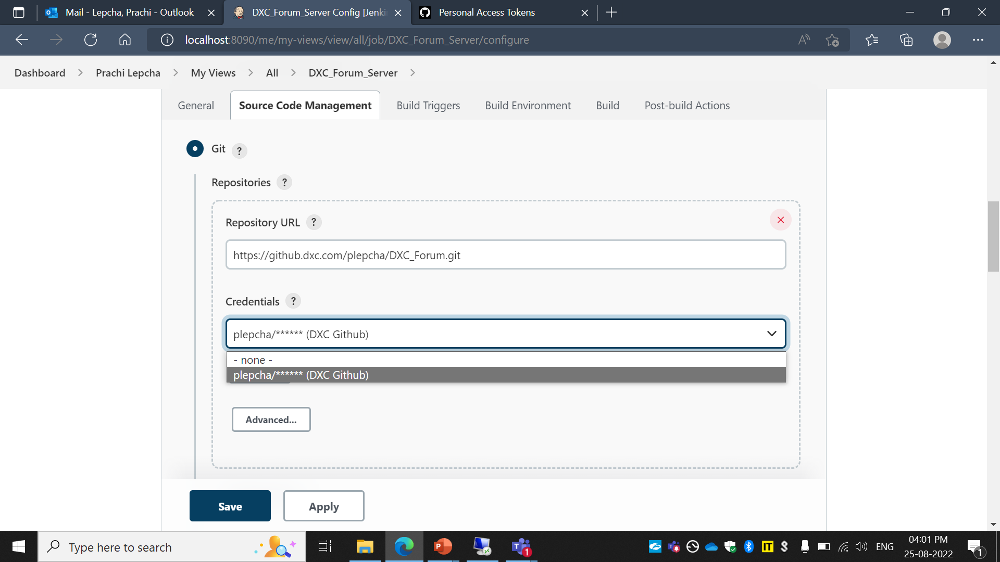 Mail - Lepcha, Prachi - Outlook
DXC_Forum_Server Config [Jenki
Personal Access Tokens
localhost:8090/me/my-views/view/all/job/DXC_Forum_Server/configure
Dashboard
Prachi Lepcha
My Views
All
DXC_Forum_Server
General
Source Code Management
Build Triggers
Build Environment
Build
Post-build Actions
Git ?
Repositories ?
Repository URL ?
https://github.dxc.com/plepcha/DXC_Forum.git
Credentials ?
plepcha/****** (DXC Github)
- none -
plepcha/****** (DXC Github)
Advanced...
Save
Apply
Type here to search
1
IT
ENG
04:01 PM
25-08-2022
1